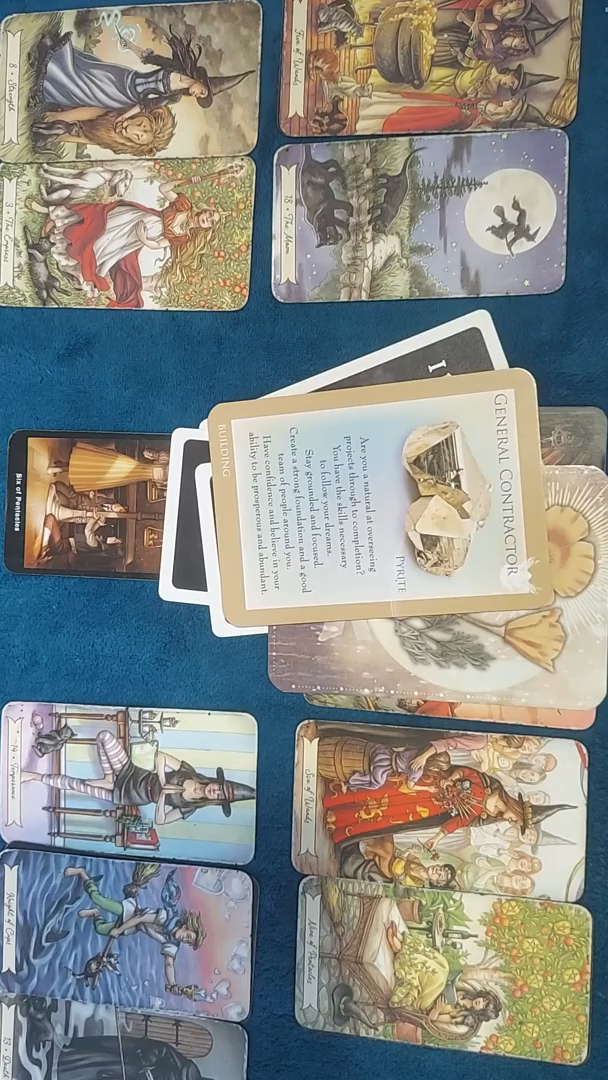 8 • Strength
3 • The Empress
Five of Wands
18 • The Moon
GENERAL CONTRACTOR
PYRITE
Are you a natural at overseeing
projects through to completion?
You have the skills necessary
to follow your dreams.
Stay grounded and focused.
Create a strong foundation and a good
team of people around you.
Have confidence and believe in your
ability to be prosperous and abundant.
BUILDING
Six of Pentacles
14 • Temperance
Knight of Cups
13 • Death
Six of Wands
Nine of Pentacles